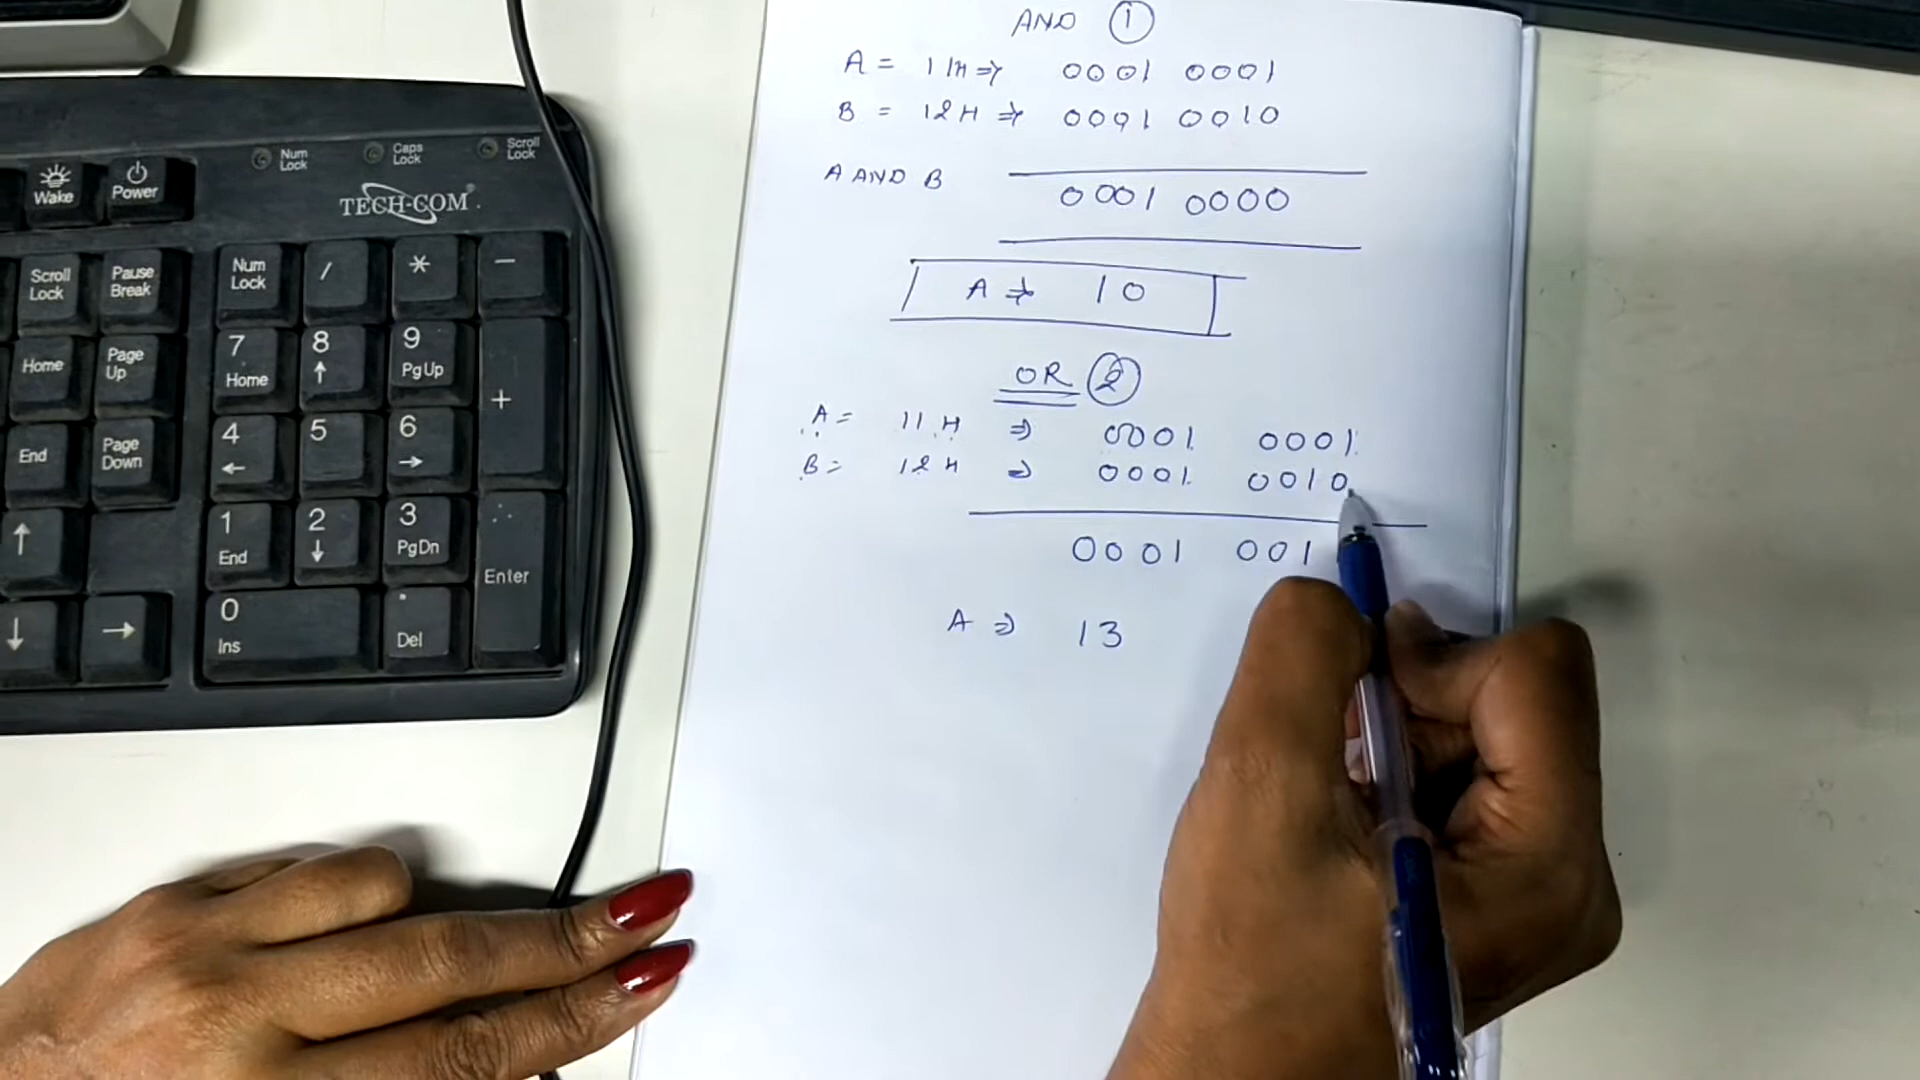 AND 1
A = 11H ⇒ 0001 0001
B = 12H ⇒ 0001 0010
A AND B 0001 0000
A ⇒ 10
OR 2
A = 11 H ⇒ 0001 0001
B = 12 H ⇒ 0001 0010
0001 001
A ⇒ 13
Num Lock
Caps Lock
Scroll Lock
Wake
Power
TECH-COM
Scroll Lock
Pause Break
Num Lock
/
*
-
Home
Page Up
7 Home
8 ↑
9 PgUp
+
End
Page Down
4 ←
5
6 →
↑
1 End
2 ↓
3 PgDn
Enter
↓
→
0 Ins
. Del